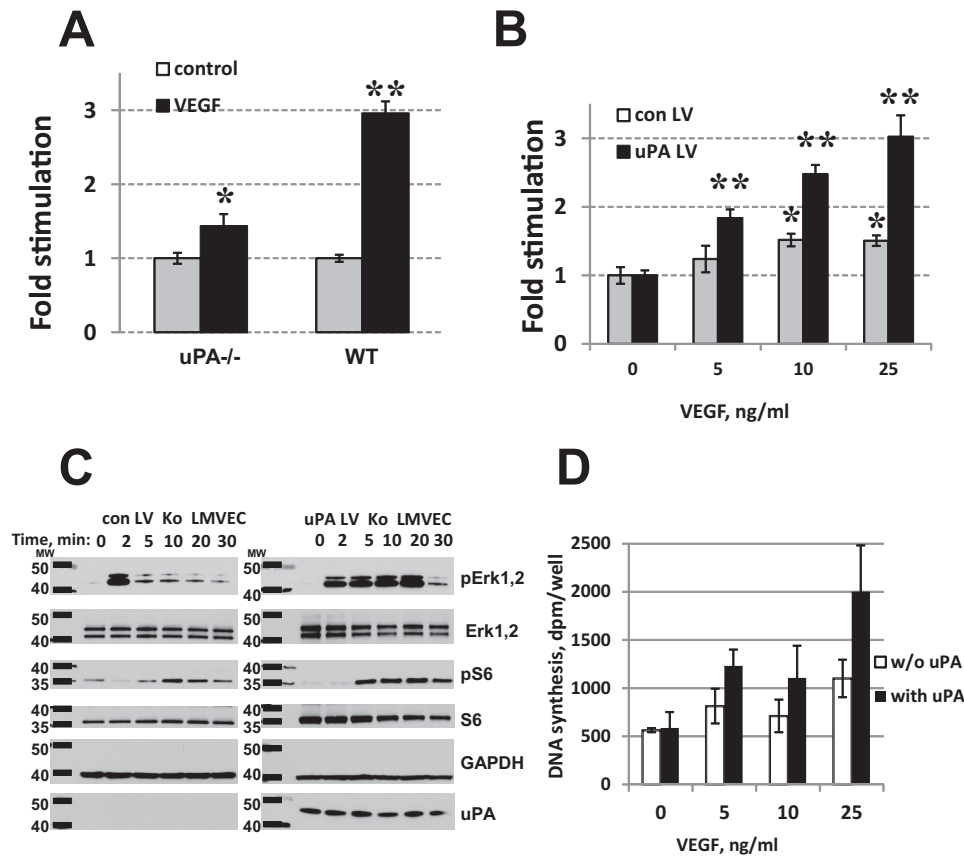 A
control
VEGF
Fold stimulation
3
2
1
0
*
**
uPA-/- WT
B
con LV
uPA LV
Fold stimulation
3
2
1
0
**
*
**
*
**
0 5 10 25
VEGF, ng/ml
C
con LV Ko LMVEC
Time, min: 0 2 5 10 20 30
MW
50
40
50
40
40
35
40
35
50
40
50
40
uPA LV Ko LMVEC
0 2 5 10 20 30
MW
50
40
50
40
40
35
40
35
50
40
50
40
pErk1,2
Erk1,2
pS6
S6
GAPDH
uPA
D
DNA synthesis, dpm/well
2500
2000
1500
1000
500
0
w/o uPA
with uPA
0 5 10 25
VEGF, ng/ml